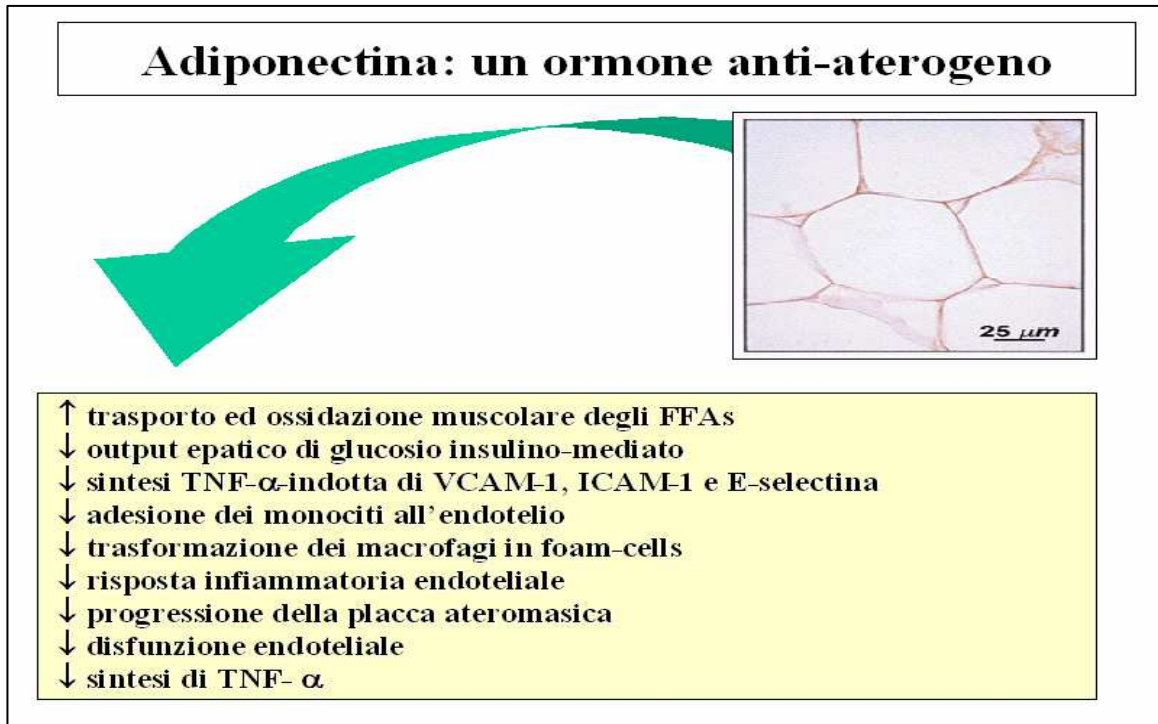 Adiponectina: un ormone anti-aterogeno
25 µm
↑ trasporto ed ossidazione muscolare degli FFAs
↓ output epatico di glucosio insulino-mediato
↓ sintesi TNF-α-indotta di VCAM-1, ICAM-1 e E-selectina
↓ adesione dei monociti all'endotelio
↓ trasformazione dei macrofagi in foam-cells
↓ risposta infiammatoria endoteliale
↓ progressione della placca ateromasica
↓ disfunzione endoteliale
↓ sintesi di TNF- α